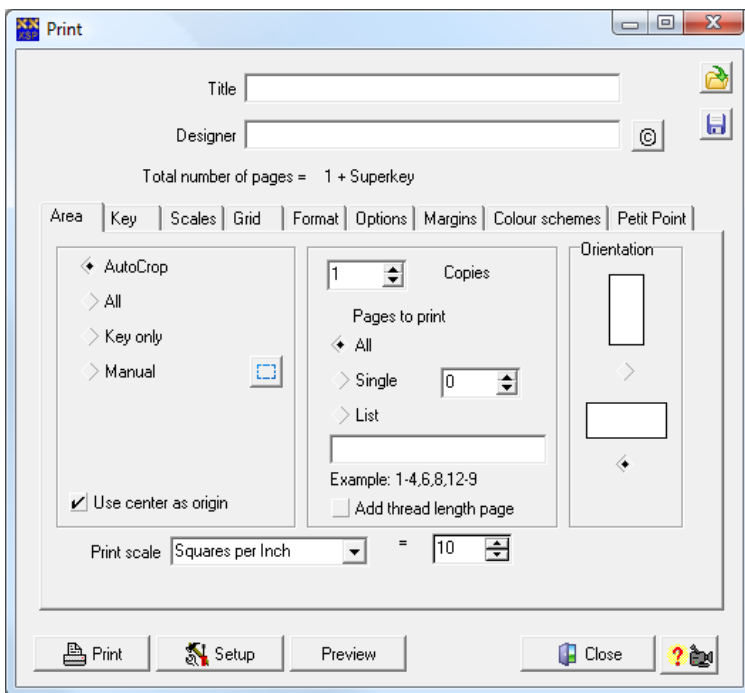 XSP Print
Title
Designer
©
Total number of pages = 1 + Superkey
Area Key Scales Grid Format Options Margins Colour schemes Petit Point
AutoCrop
All
Key only
Manual
Use center as origin
1 Copies
Pages to print
All
Single 0
List
Example: 1-4,6,8,12-9
Add thread length page
Orientation
Print scale Squares per Inch = 10
Print Setup Preview Close ?